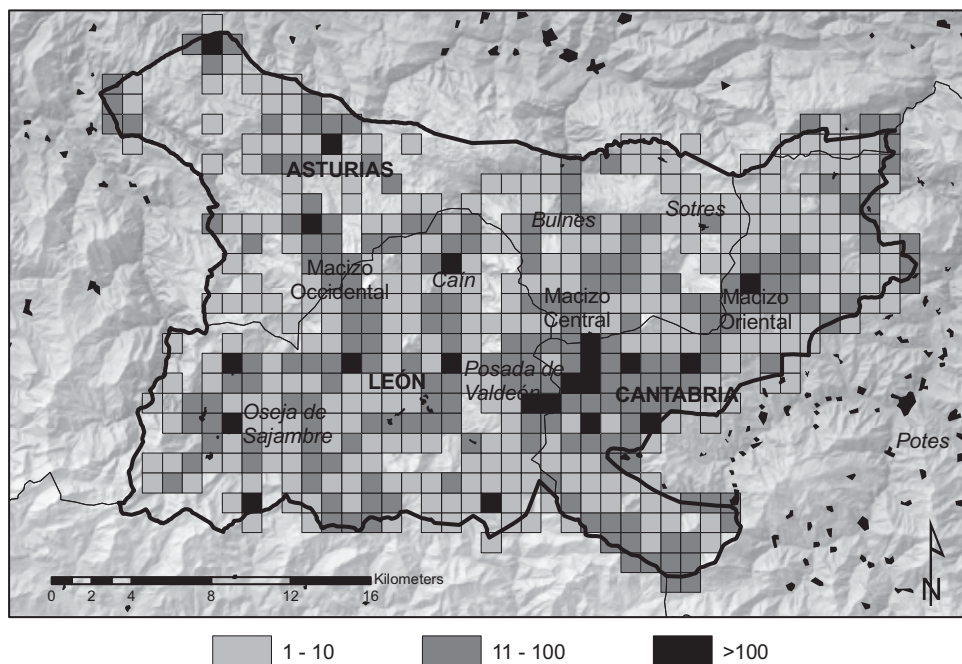 ASTURIAS
Bulnes
Sotres
Macizo
Occidental
Caín
Macizo
Central
Macizo
Oriental
LEÓN
Posada de
Valdeón
CANTABRIA
Oseja de
Sajambre
Potes
Kilometers
0 2 4 8 12 16
N
1 - 10
11 - 100
>100